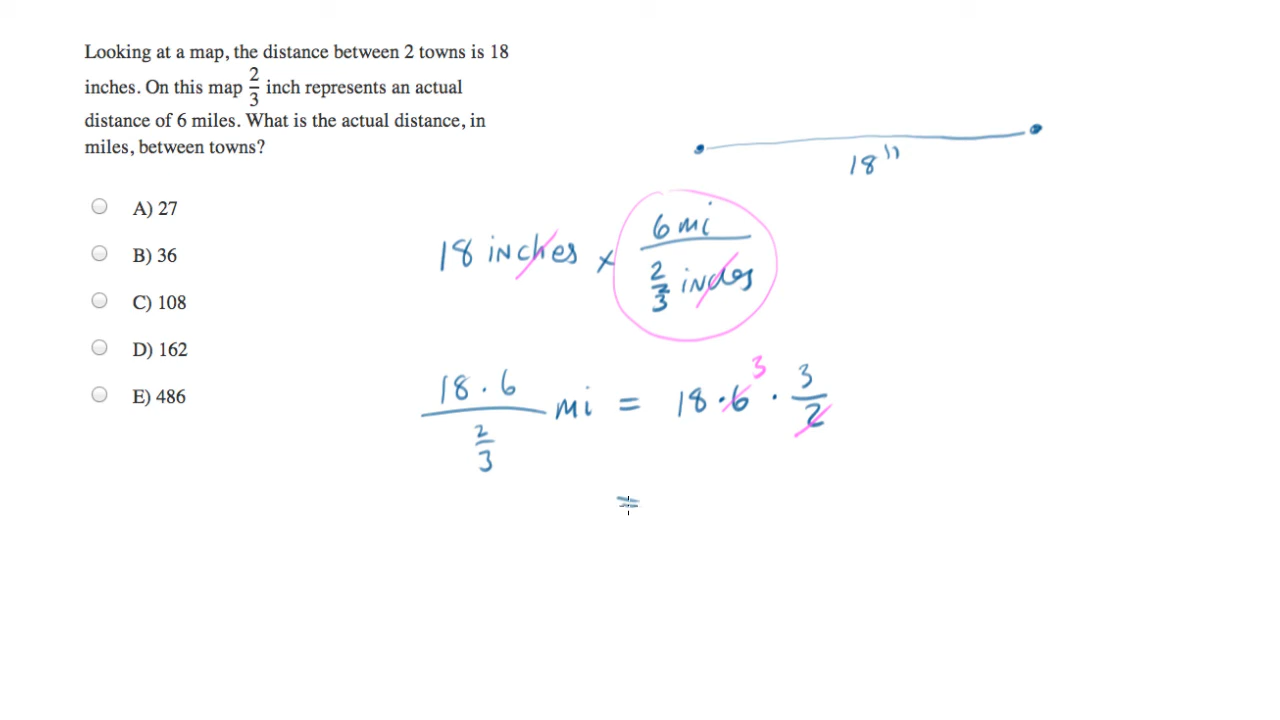 Looking at a map, the distance between 2 towns is 18
inches. On this map 2/3 inch represents an actual
distance of 6 miles. What is the actual distance, in
miles, between towns?
A) 27
B) 36
C) 108
D) 162
E) 486
18"
18 inches × 6 mi / 2/3 inches
18 · 6 / 2/3 mi = 18 · 6 3 · 3/2
=